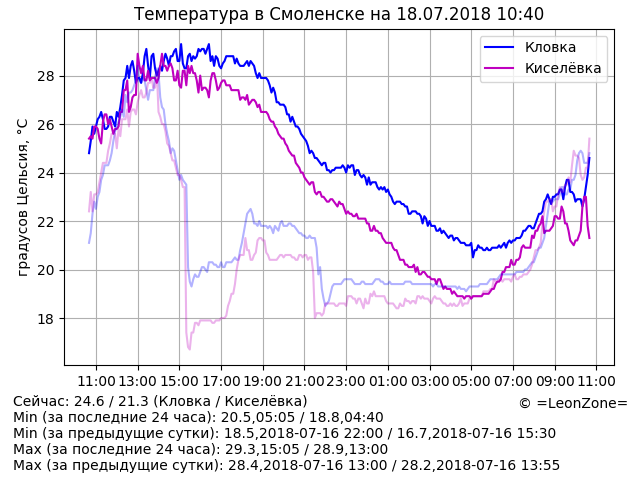 Температура в Смоленске на 18.07.2018 10:40
Кловка
Киселёвка
градусов Цельсия, °C
28
26
24
22
20
18
11:00 13:00 15:00 17:00 19:00 21:00 23:00 01:00 03:00 05:00 07:00 09:00 11:00
Сейчас: 24.6 / 21.3 (Кловка / Киселёвка)
© =LeonZone=
Min (за последние 24 часа): 20.5,05:05 / 18.8,04:40
Min (за предыдущие сутки): 18.5,2018-07-16 22:00 / 16.7,2018-07-16 15:30
Max (за последние 24 часа): 29.3,15:05 / 28.9,13:00
Max (за предыдущие сутки): 28.4,2018-07-16 13:00 / 28.2,2018-07-16 13:55